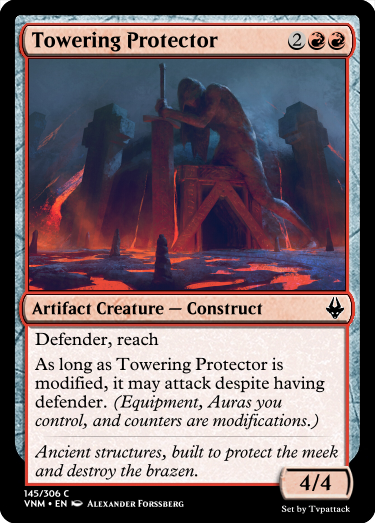 Towering Protector 2
Artifact Creature — Construct
Defender, reach
As long as Towering Protector is
modified, it may attack despite having
defender. (Equipment, Auras you
control, and counters are modifications.)
Ancient structures, built to protect the meek
and destroy the brazen.
4/4
145/306 C
VNM • EN Alexander Forssberg
Set by Tvpattack